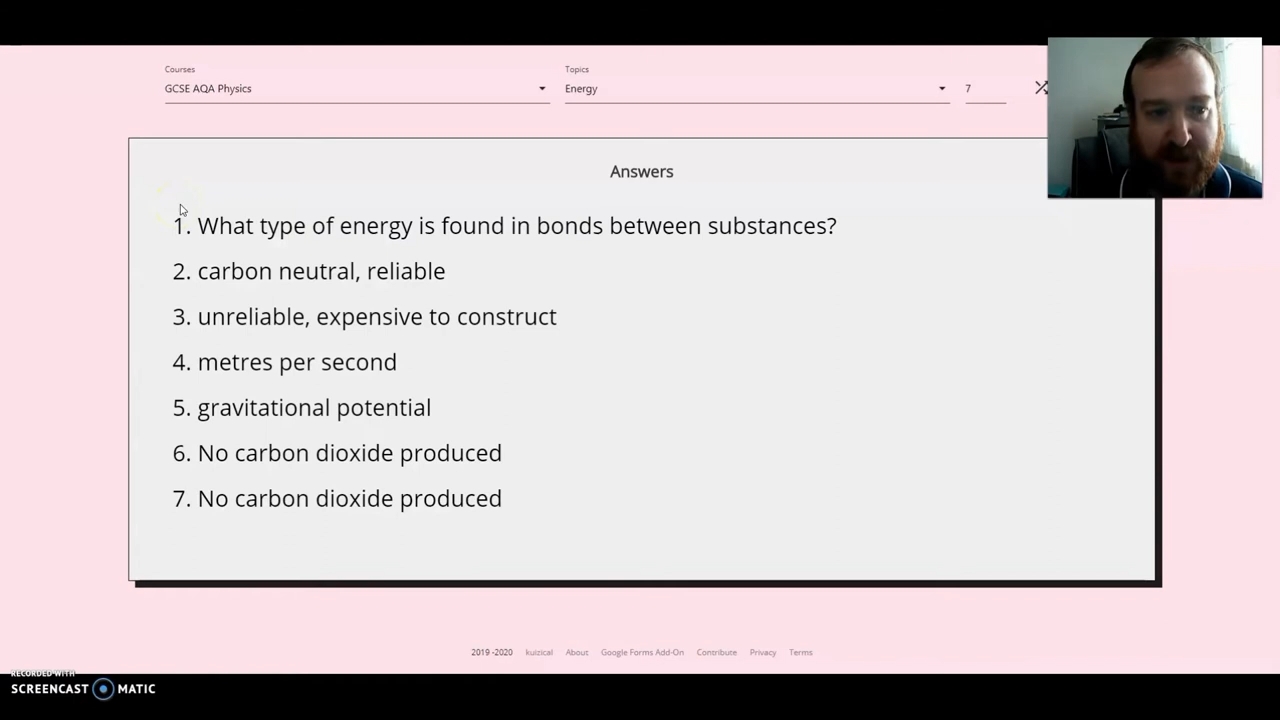 Courses
Topics
GCSE AQA Physics
Energy
7
Answers
1. What type of energy is found in bonds between substances?
2. carbon neutral, reliable
3. unreliable, expensive to construct
4. metres per second
5. gravitational potential
6. No carbon dioxide produced
7. No carbon dioxide produced
2019 -2020 kuizical About Google Forms Add-On Contribute Privacy Terms
RECORDED WITH
SCREENCAST MATIC